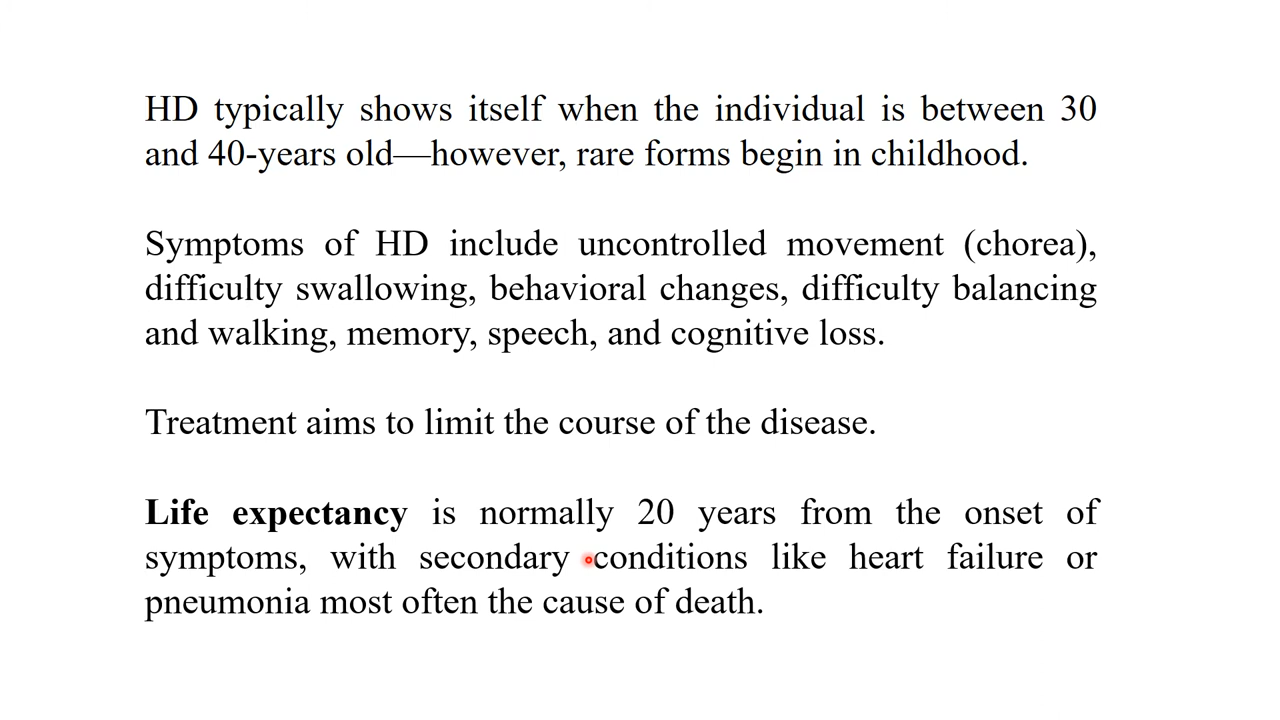 HD typically shows itself when the individual is between 30
and 40-years old—however, rare forms begin in childhood.
Symptoms of HD include uncontrolled movement (chorea),
difficulty swallowing, behavioral changes, difficulty balancing
and walking, memory, speech, and cognitive loss.
Treatment aims to limit the course of the disease.
Life expectancy is normally 20 years from the onset of
symptoms, with secondary conditions like heart failure or
pneumonia most often the cause of death.